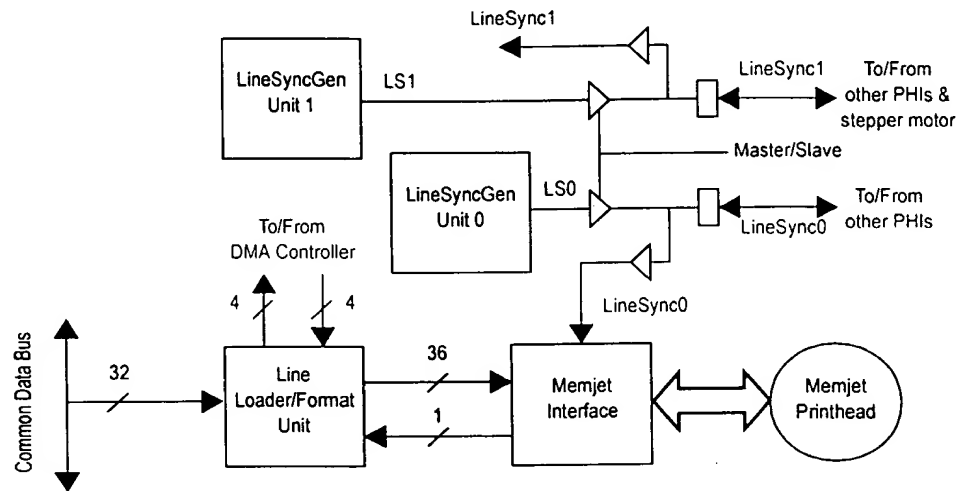 LineSync1
LineSyncGen
Unit 1
LS1
LineSync1
To/From
other PHIs &
stepper motor
Master/Slave
LineSyncGen
Unit 0
LS0
LineSync0
To/From
other PHIs
To/From
DMA Controller
4
4
LineSync0
Common Data Bus
32
Line
Loader/Format
Unit
36
1
Memjet
Interface
Memjet
Printhead